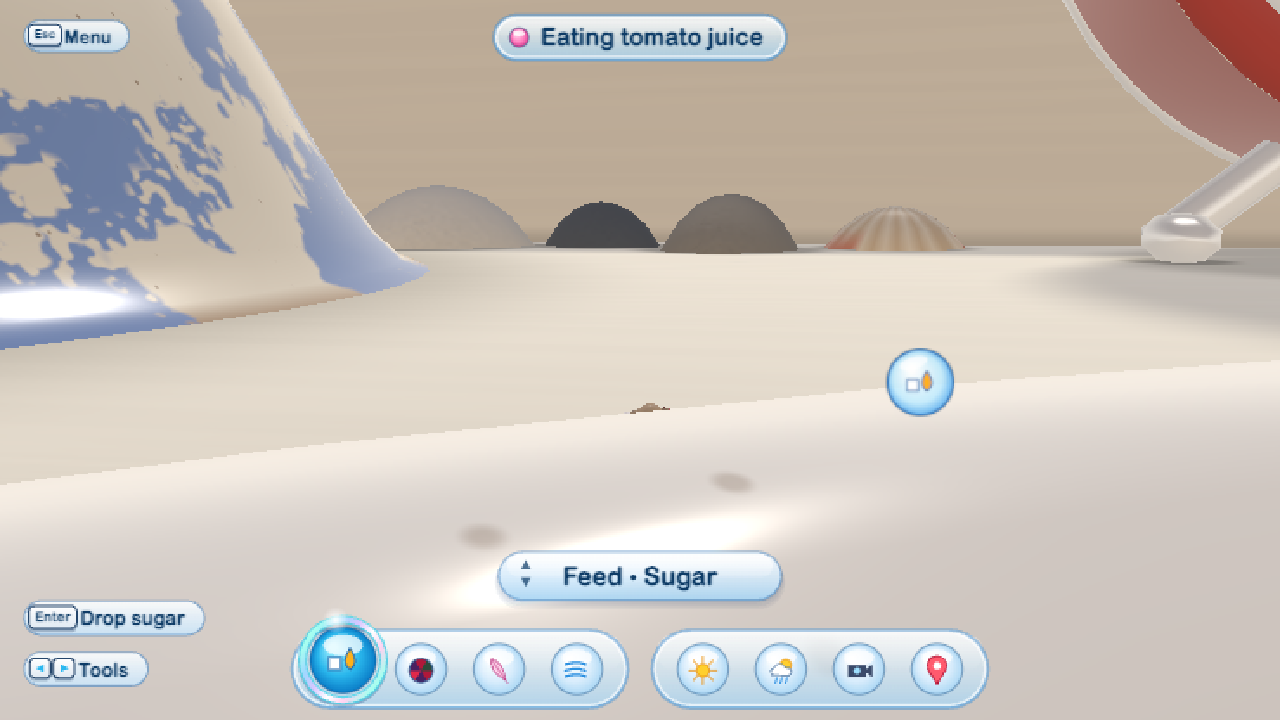 Esc Menu
Eating tomato juice
Feed • Sugar
Enter Drop sugar
Tools